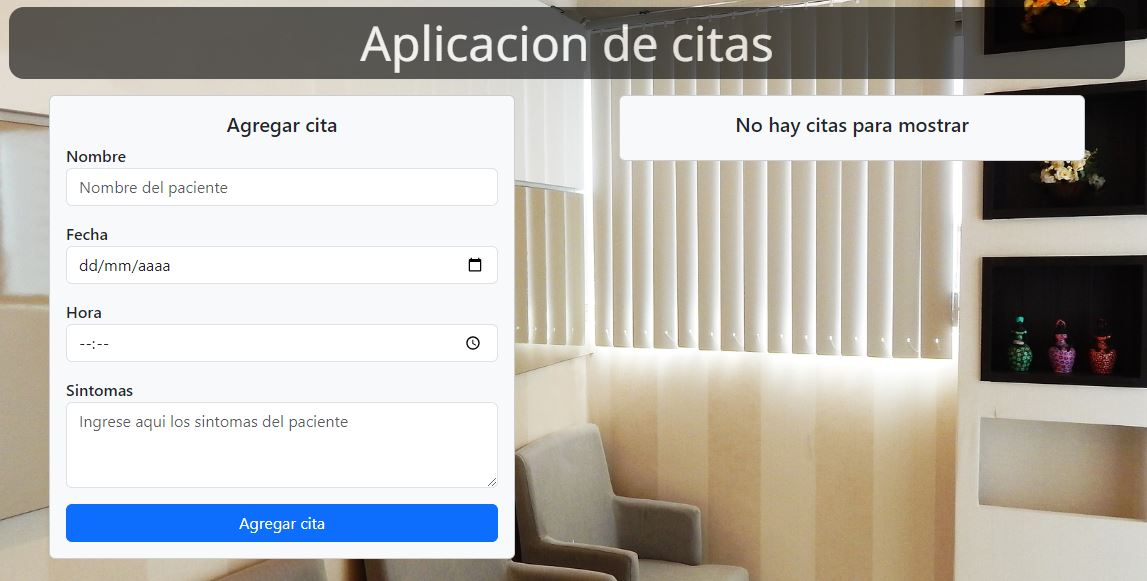 Aplicacion de citas
Agregar cita
Nombre
Nombre del paciente
Fecha
dd/mm/aaaa
Hora
--:--
Sintomas
Ingrese aqui los sintomas del paciente
Agregar cita
No hay citas para mostrar